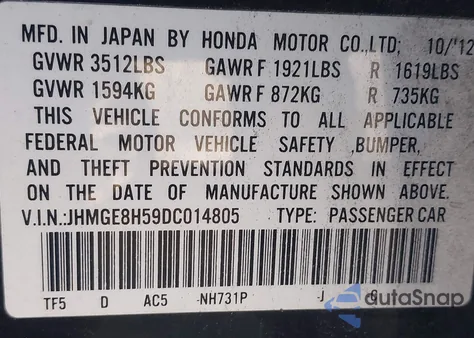 MFD. IN JAPAN BY HONDA MOTOR CO.,LTD; 10/'12
GVWR 3512LBS GAWR F 1921LBS R 1619LBS
GVWR 1594KG GAWR F 872KG R 735KG
THIS VEHICLE CONFORMS TO ALL APPLICABLE
FEDERAL MOTOR VEHICLE SAFETY ,BUMPER,
AND THEFT PREVENTION STANDARDS IN EFFECT
ON THE DATE OF MANUFACTURE SHOWN ABOVE.
V.I.N.:JHMGE8H59DC014805 TYPE: PASSENGER CAR
TF5 D AC5 NH731P J
autaSnap